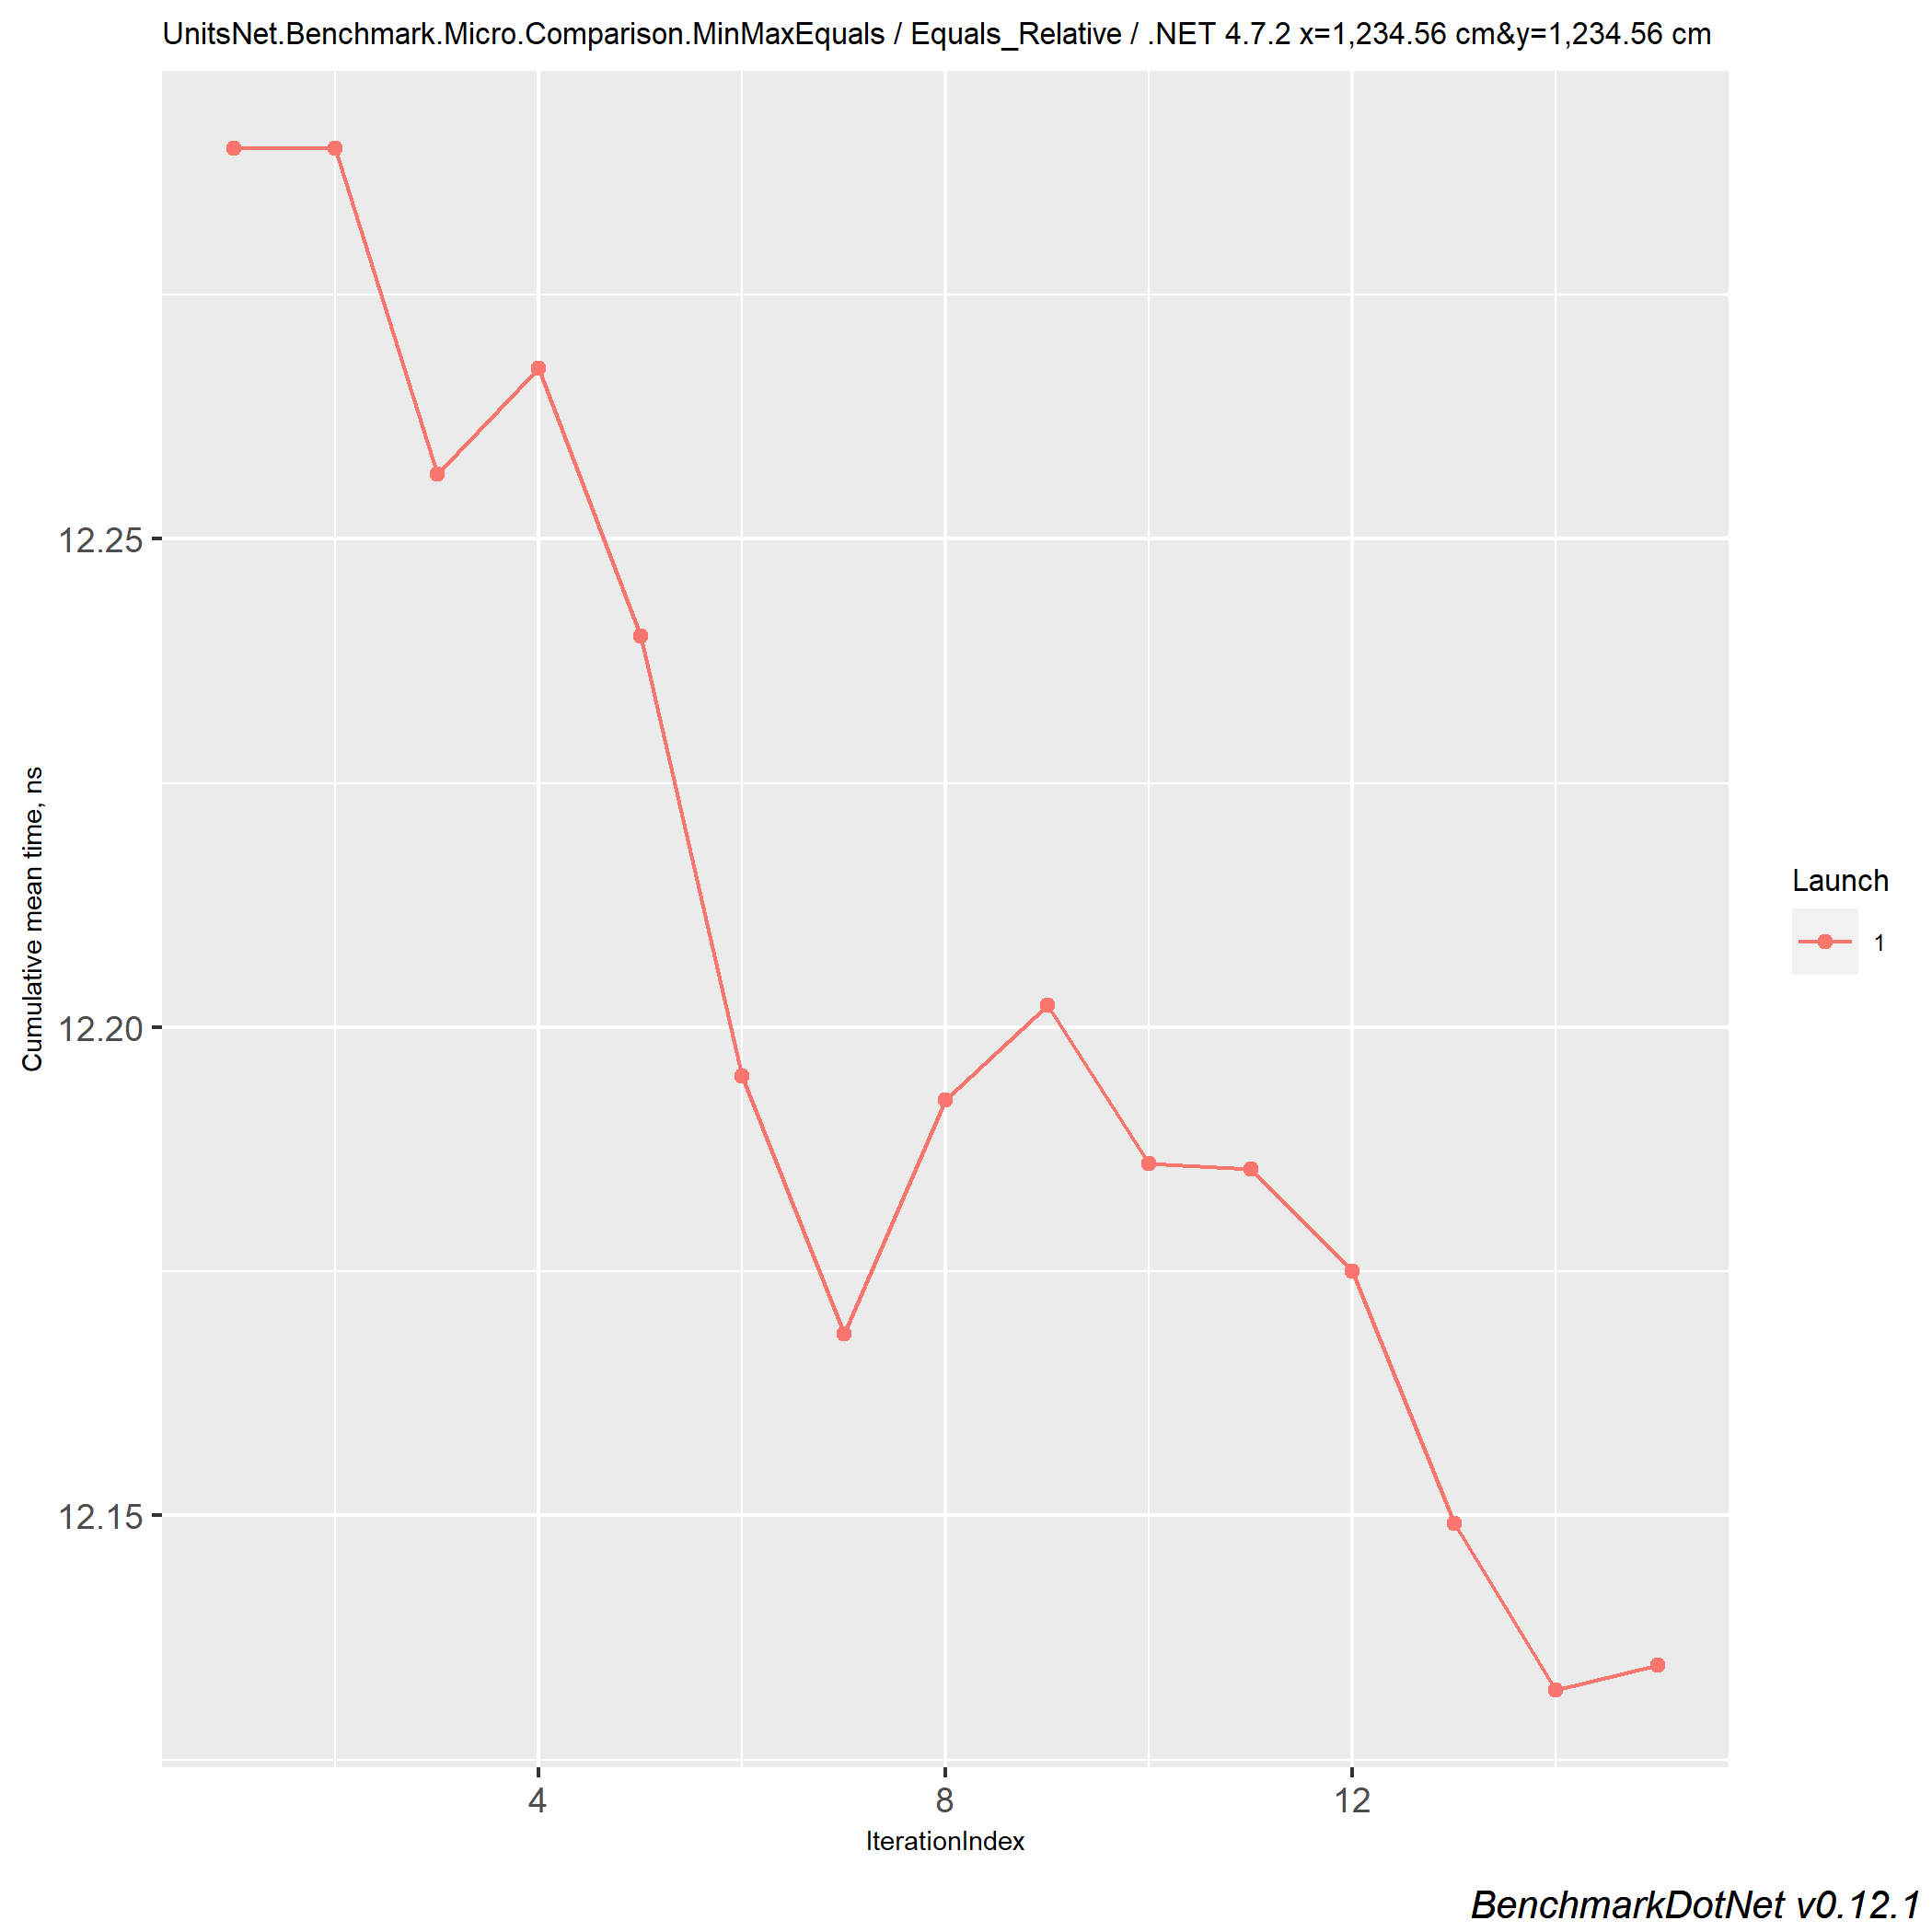 UnitsNet.Benchmark.Micro.Comparison.MinMaxEquals / Equals_Relative / .NET 4.7.2 x=1,234.56 cm&y=1,234.56 cm
Cumulative mean time, ns
12.25
12.20
12.15
4
8
12
IterationIndex
Launch
1
BenchmarkDotNet v0.12.1